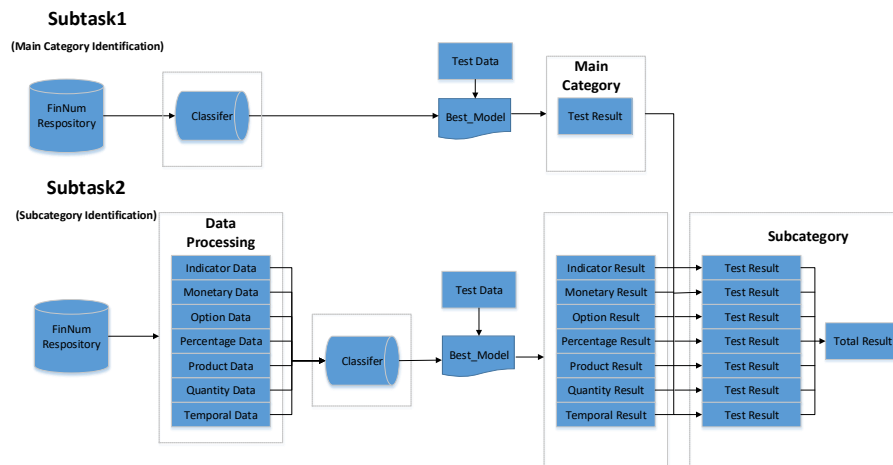 Subtask1
(Main Category Identification)
FinNum
Respository
Classifer
Test Data
Best_Model
Main
Category
Test Result
Subtask2
(Subcategory Identification)
FinNum
Respository
Data
Processing
Indicator Data
Monetary Data
Option Data
Percentage Data
Product Data
Quantity Data
Temporal Data
Classifer
Test Data
Best_Model
Indicator Result
Monetary Result
Option Result
Percentage Result
Product Result
Quantity Result
Temporal Result
Subcategory
Test Result
Test Result
Test Result
Test Result
Test Result
Test Result
Test Result
Total Result